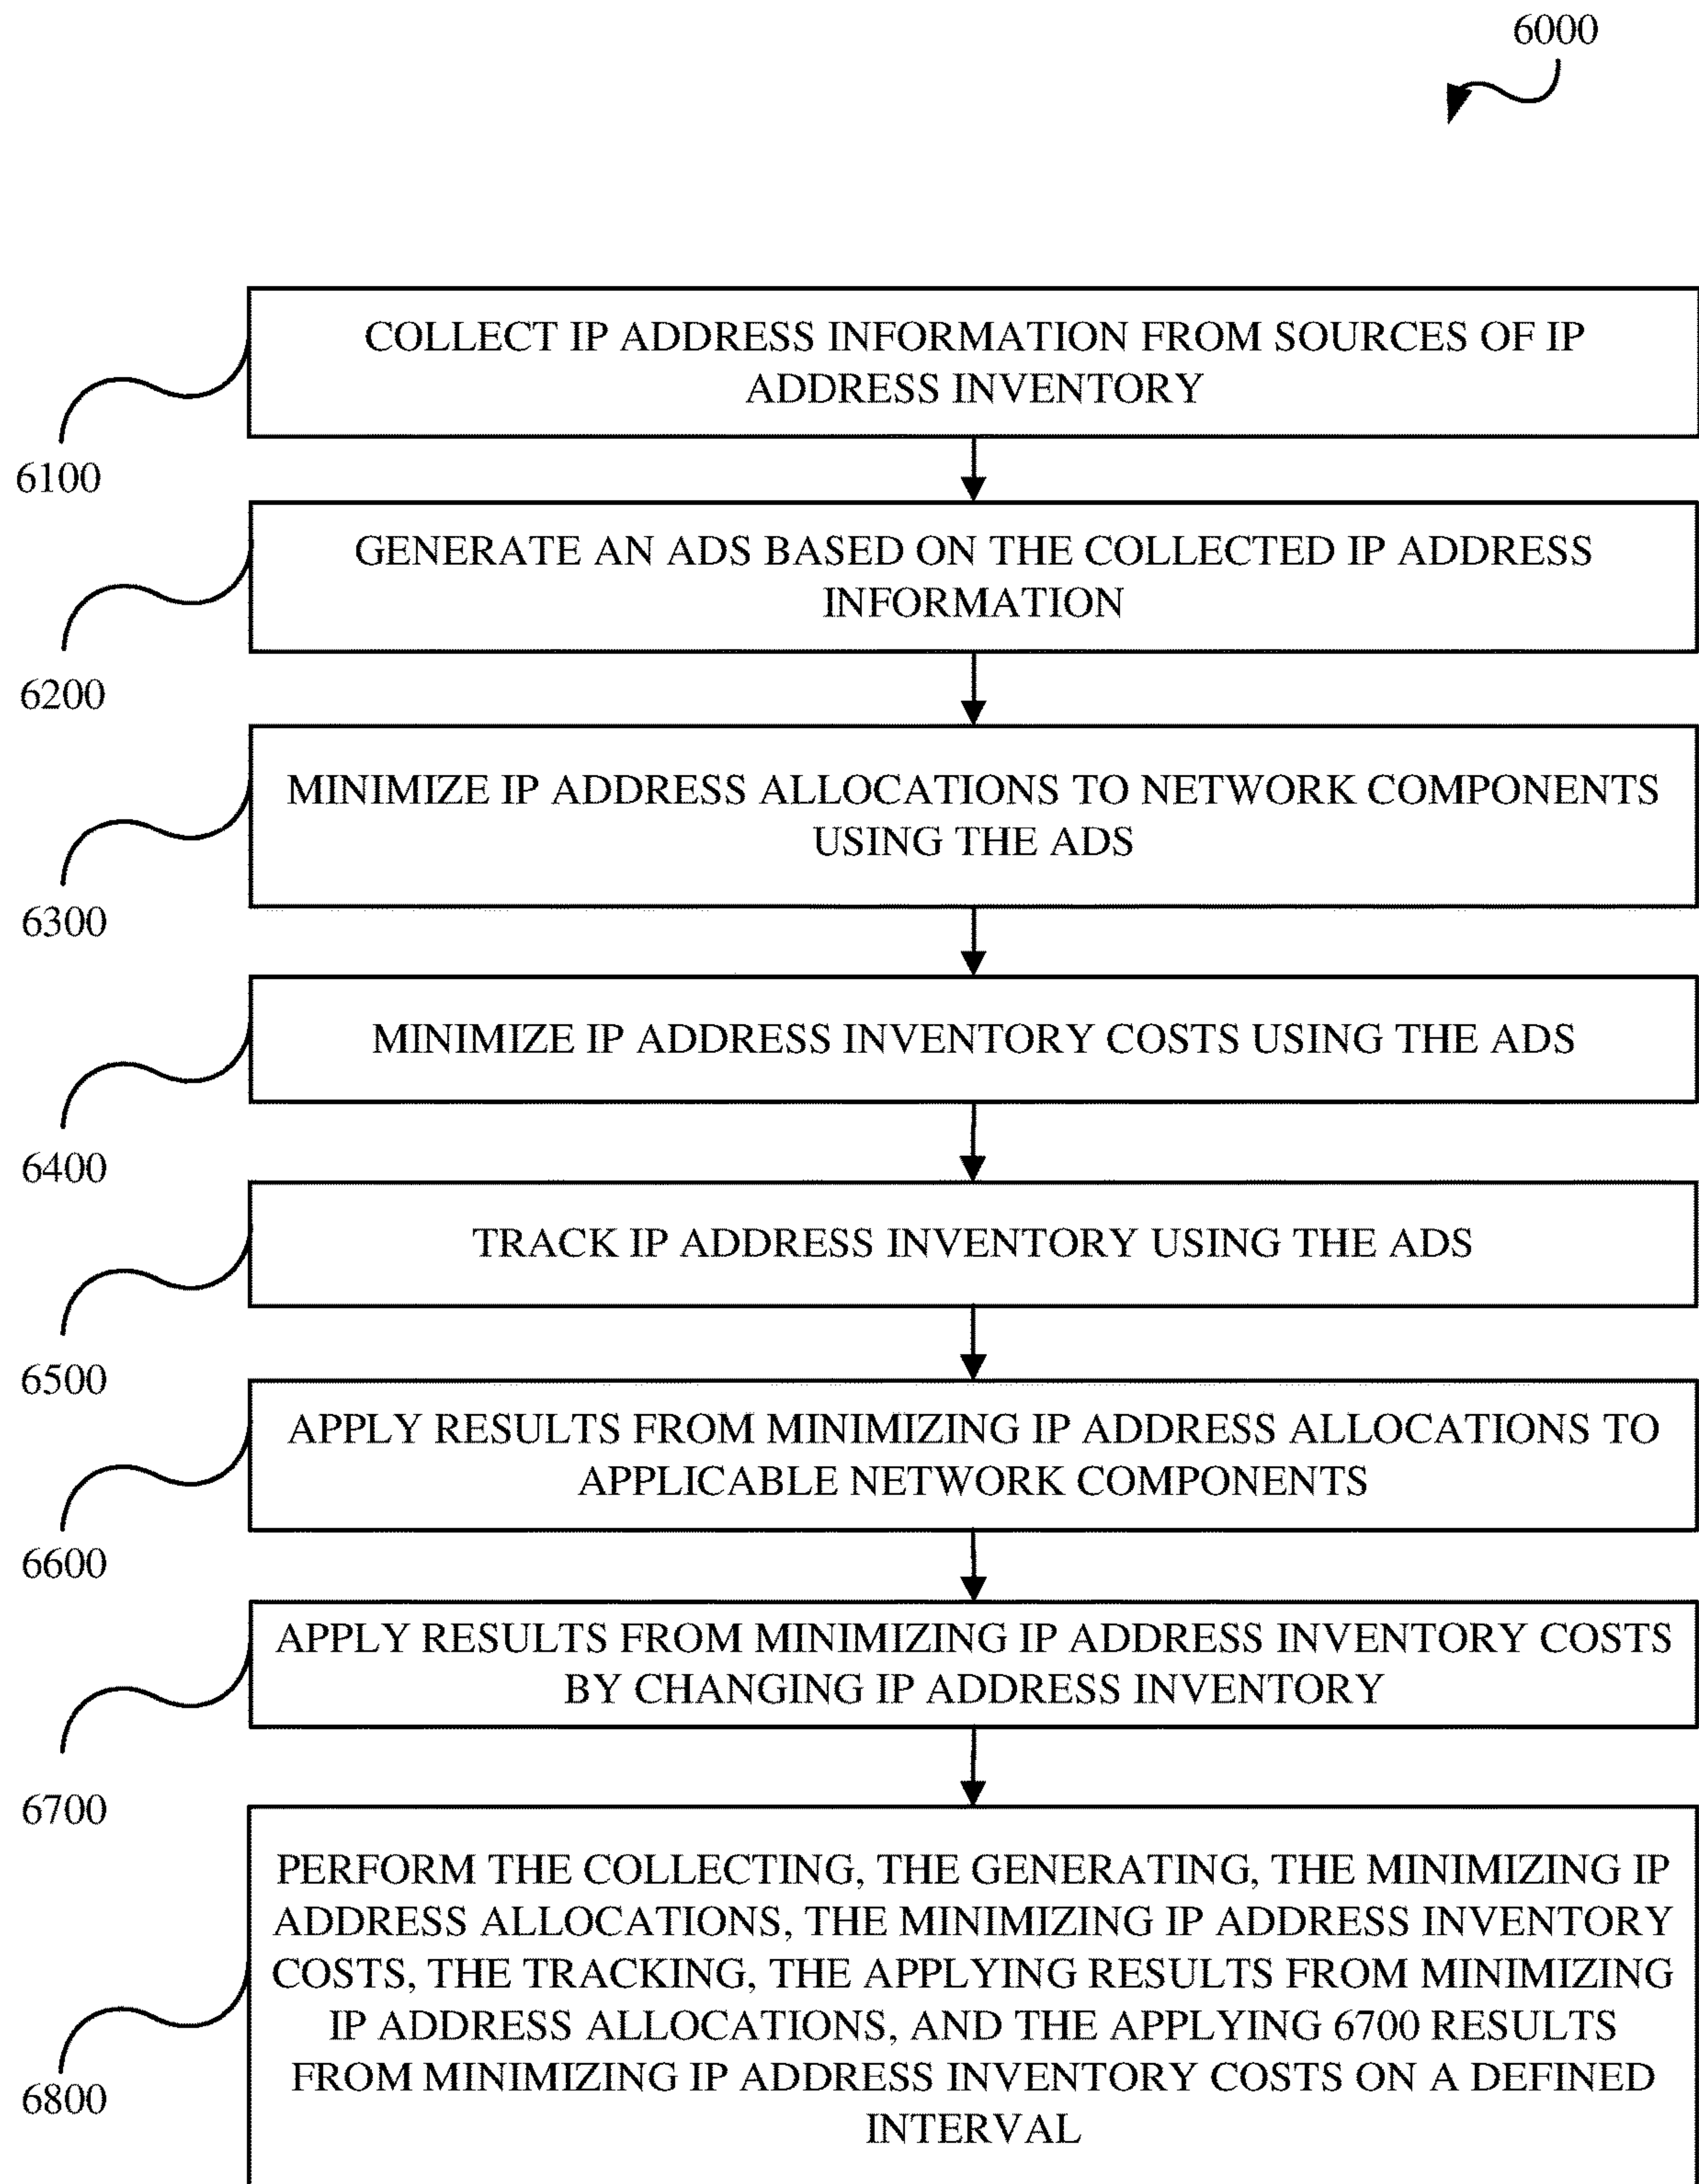 6000
COLLECT IP ADDRESS INFORMATION FROM SOURCES OF IP
ADDRESS INVENTORY
6100
GENERATE AN ADS BASED ON THE COLLECTED IP ADDRESS
INFORMATION
6200
MINIMIZE IP ADDRESS ALLOCATIONS TO NETWORK COMPONENTS
USING THE ADS
6300
MINIMIZE IP ADDRESS INVENTORY COSTS USING THE ADS
6400
TRACK IP ADDRESS INVENTORY USING THE ADS
6500
APPLY RESULTS FROM MINIMIZING IP ADDRESS ALLOCATIONS TO
APPLICABLE NETWORK COMPONENTS
6600
APPLY RESULTS FROM MINIMIZING IP ADDRESS INVENTORY COSTS
BY CHANGING IP ADDRESS INVENTORY
6700
PERFORM THE COLLECTING, THE GENERATING, THE MINIMIZING IP
ADDRESS ALLOCATIONS, THE MINIMIZING IP ADDRESS INVENTORY
COSTS, THE TRACKING, THE APPLYING RESULTS FROM MINIMIZING
IP ADDRESS ALLOCATIONS, AND THE APPLYING 6700 RESULTS
FROM MINIMIZING IP ADDRESS INVENTORY COSTS ON A DEFINED
INTERVAL
6800